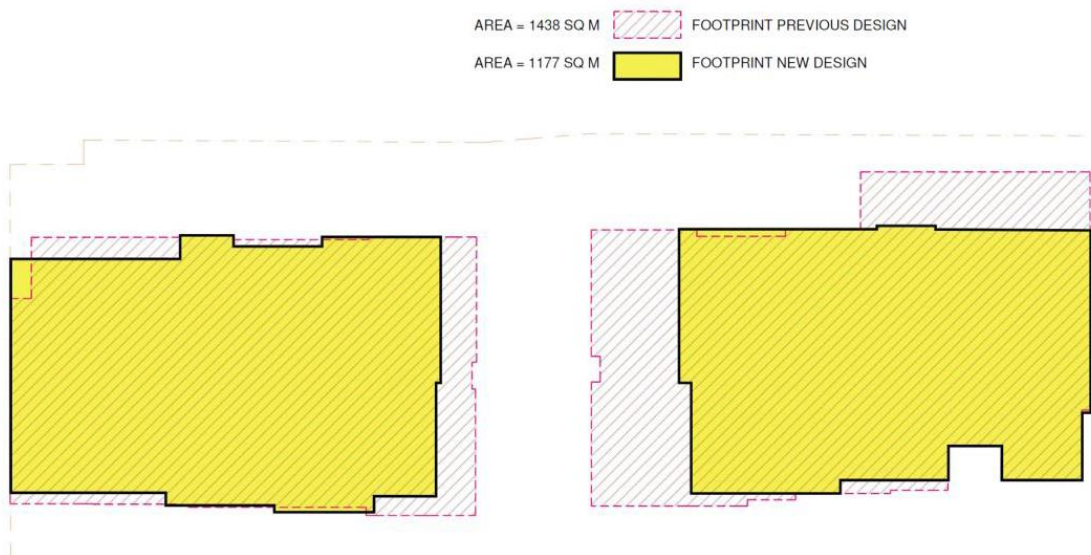 AREA = 1438 SQ M FOOTPRINT PREVIOUS DESIGN
AREA = 1177 SQ M FOOTPRINT NEW DESIGN